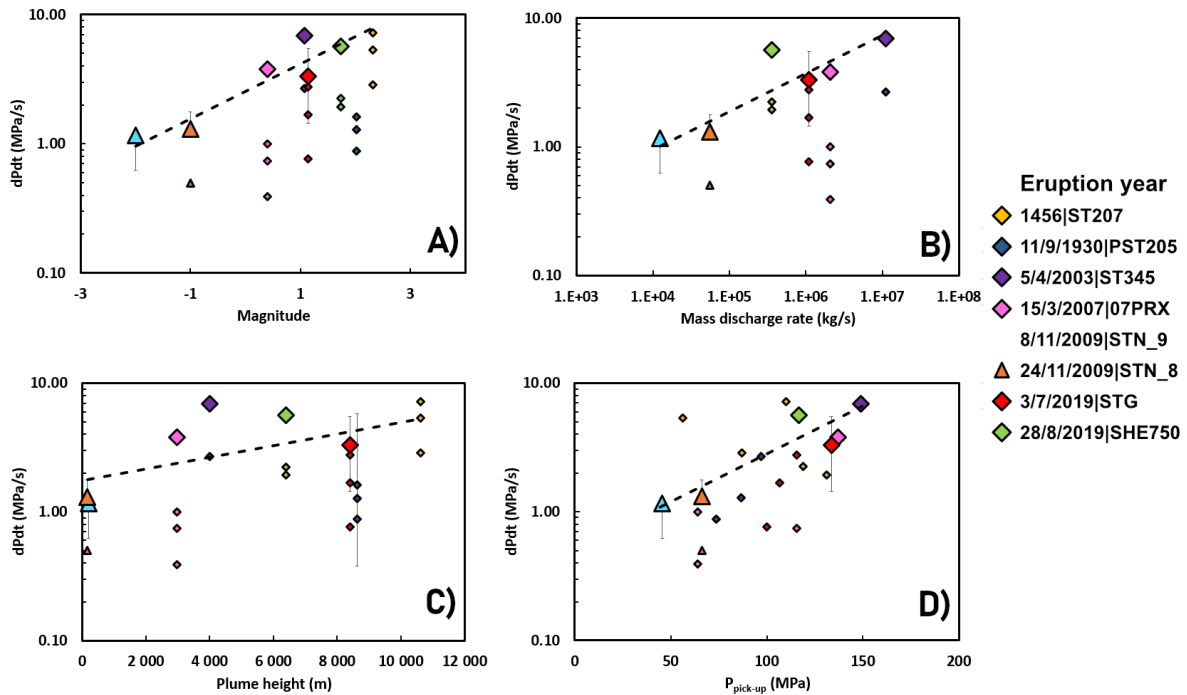 10.00
1.00
0.10
dPdt (MPa/s)
-3 -1 1 3
Magnitude
A)
10.00
1.00
0.10
dPdt (MPa/s)
1.E+03 1.E+04 1.E+05 1.E+06 1.E+07 1.E+08
Mass discharge rate (kg/s)
B)
10.00
1.00
0.10
dPdt (MPa/s)
0 2 000 4 000 6 000 8 000 10 000 12 000
Plume height (m)
C)
10.00
1.00
0.10
dPdt (MPa/s)
0 50 100 150 200
Ppick-up (MPa)
D)
Eruption year
1456|ST207
11/9/1930|PST205
5/4/2003|ST345
15/3/2007|07PRX
8/11/2009|STN_9
24/11/2009|STN_8
3/7/2019|STG
28/8/2019|SHE750